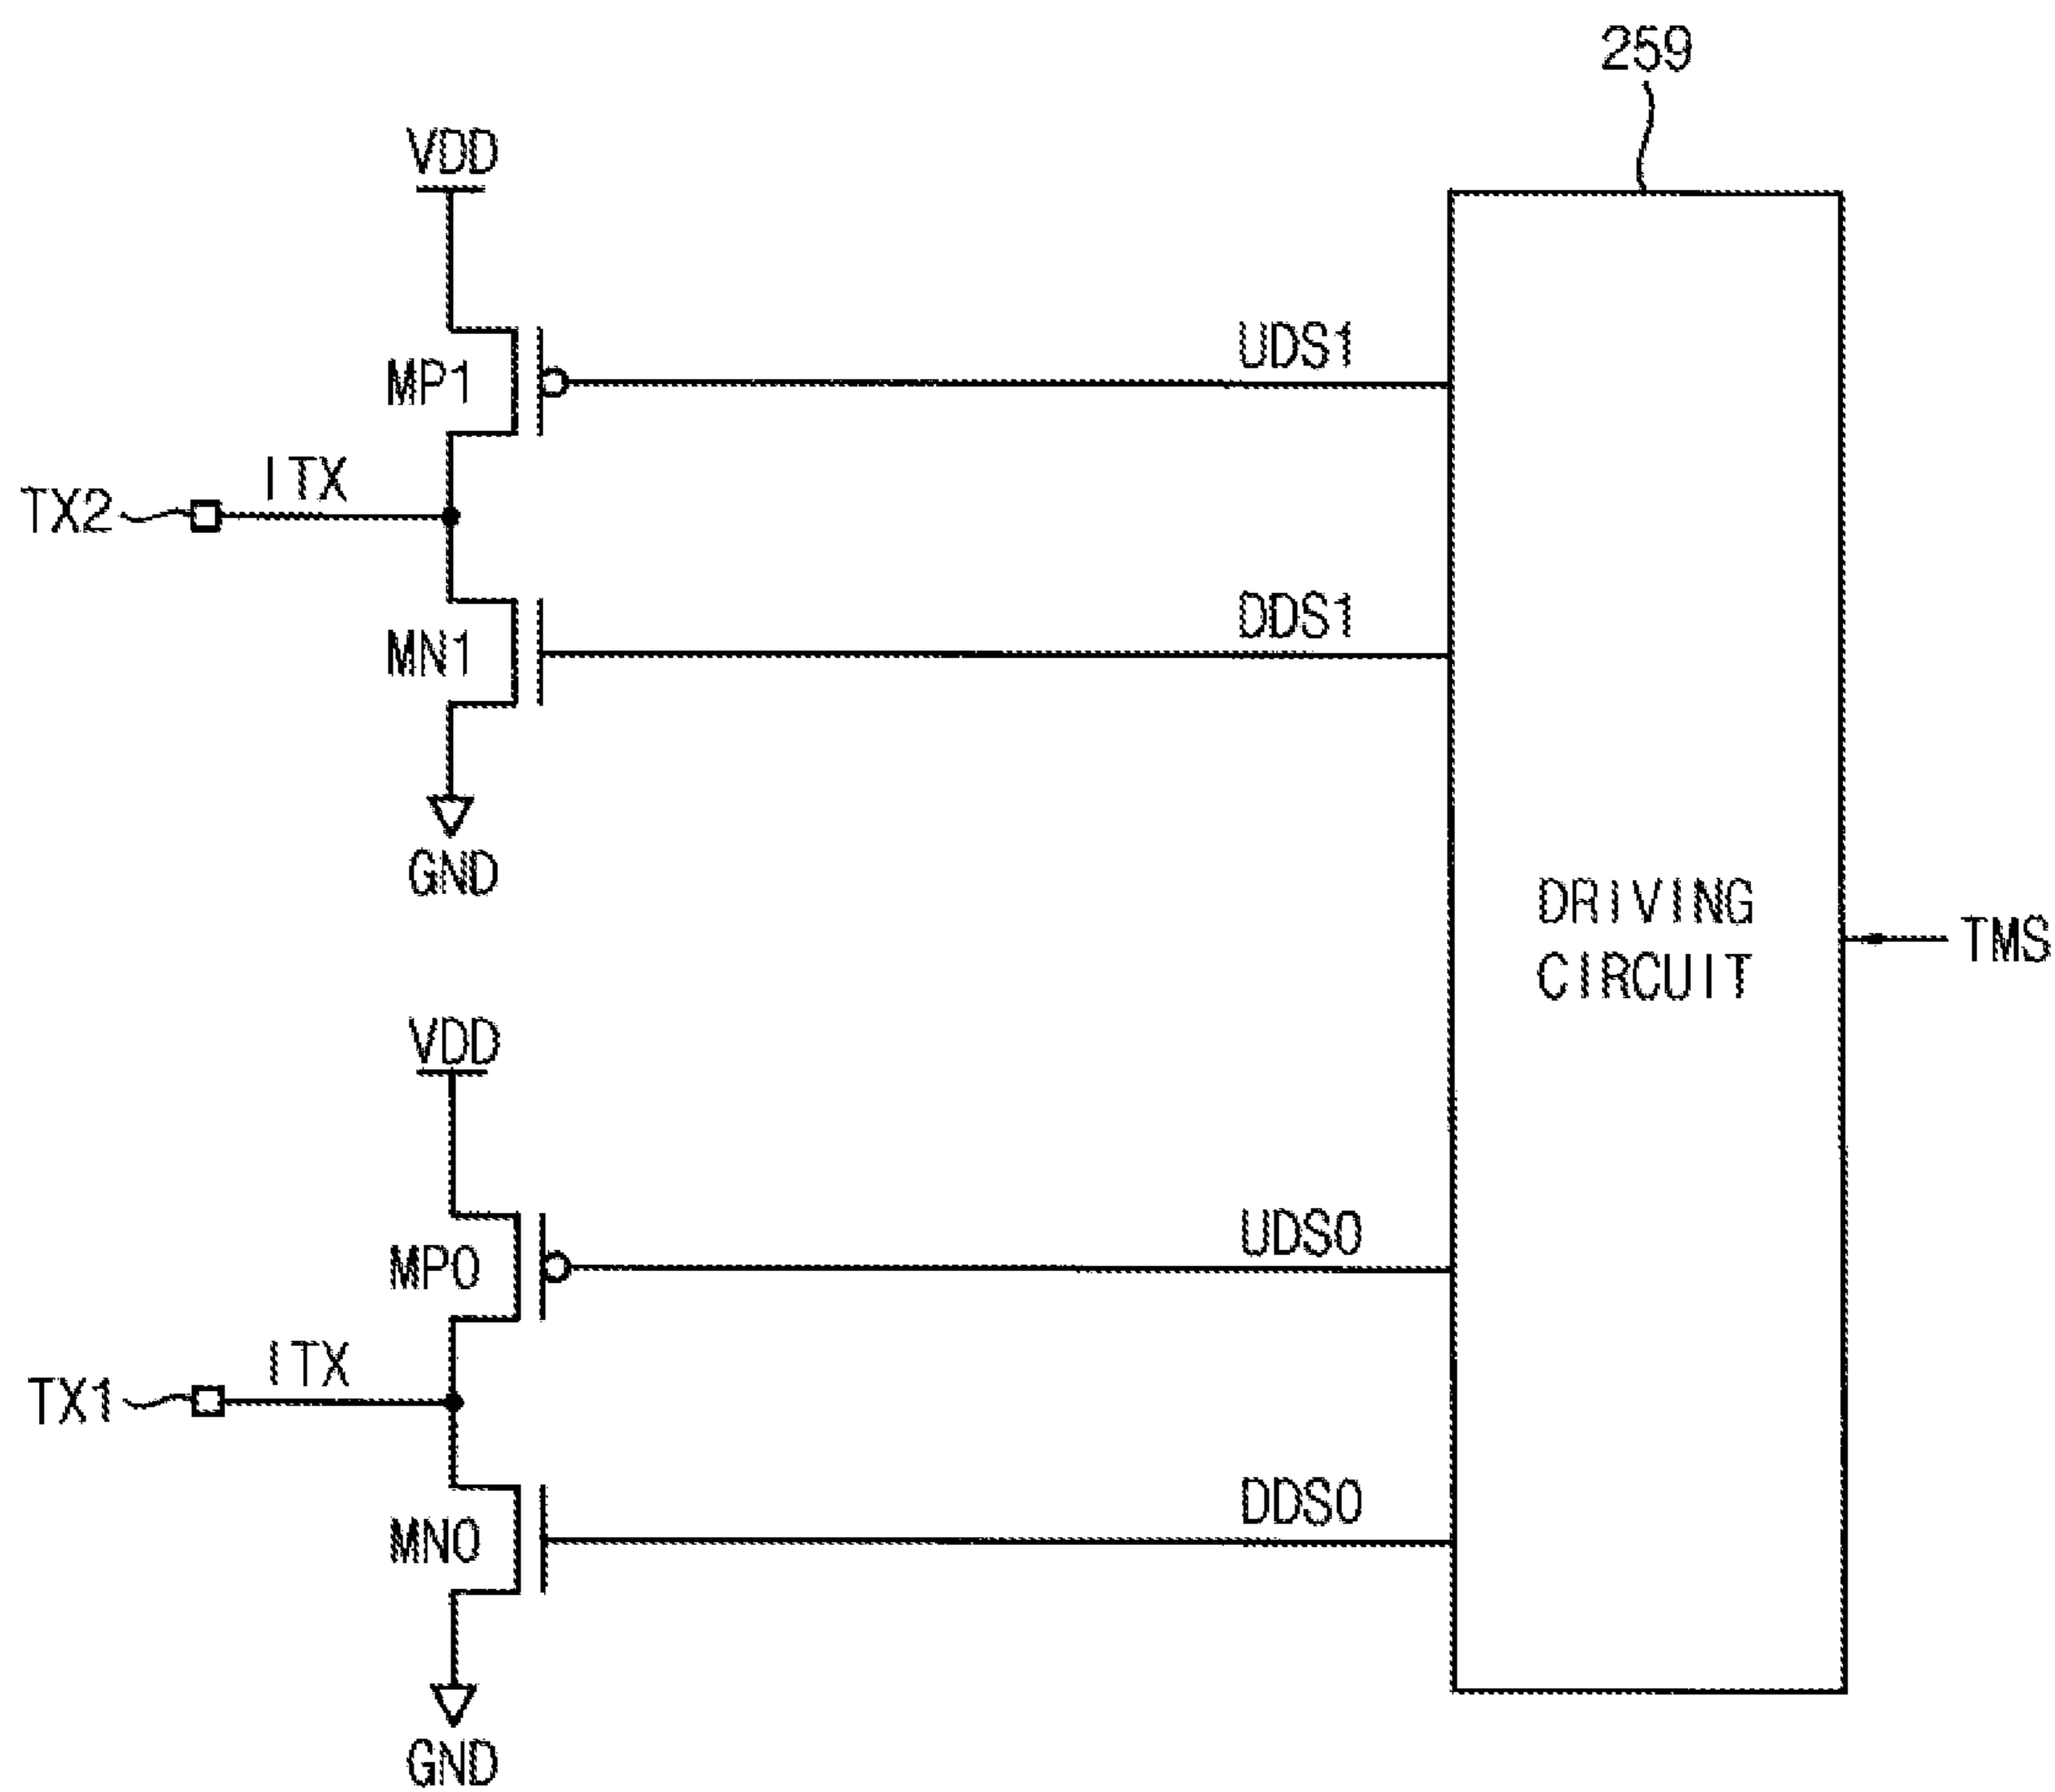 259
VDD
UDS1
MP1
ITX
TX2
DDS1
MN1
GND
DRIVING
CIRCUIT
TMS
VDD
UDS0
MP0
ITX
TX1
DDS0
MN0
GND